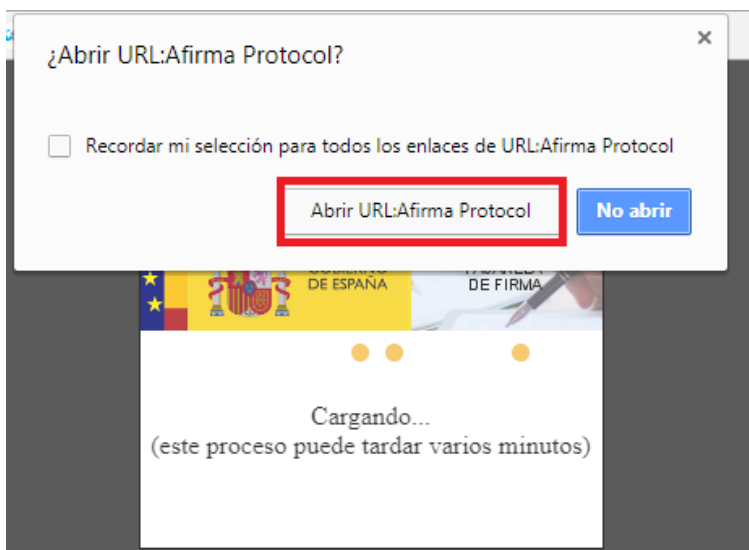 ¿Abrir URL:Afirma Protocol?
Recordar mi selección para todos los enlaces de URL:Afirma Protocol
Abrir URL:Afirma Protocol
No abrir
DE ESPAÑA
DE FIRMA
Cargando...
(este proceso puede tardar varios minutos)